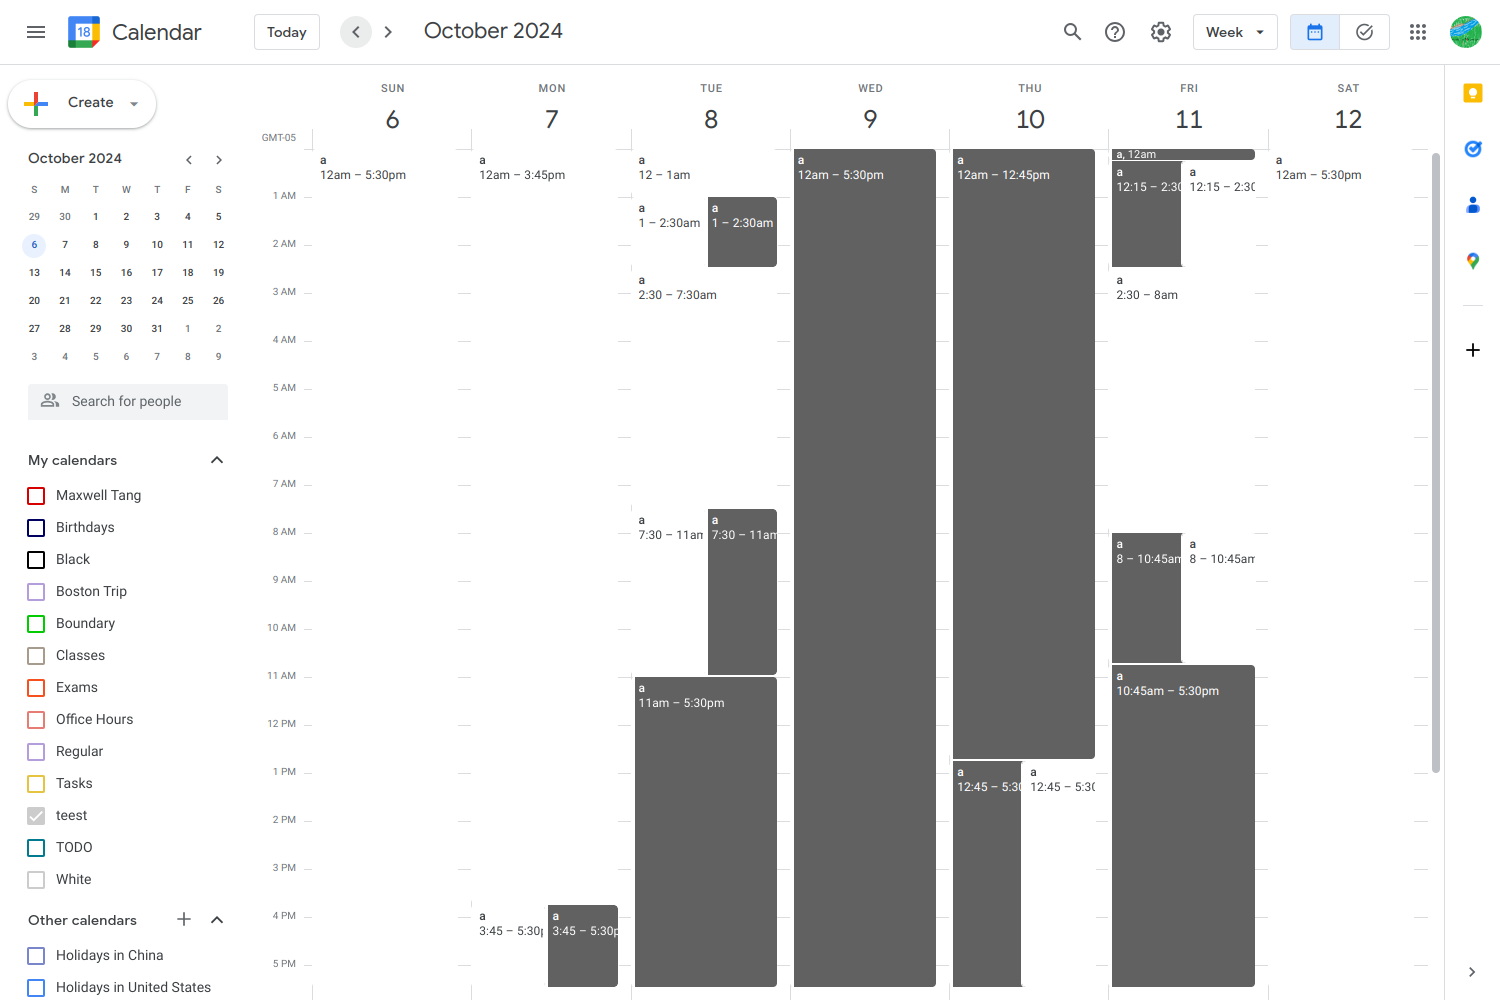 18 Calendar Today October 2024 Week
Create
SUN MON TUE WED THU FRI SAT
6 7 8 9 10 11 12
GMT-05
October 2024
S M T W T F S
29 30 1 2 3 4 5
6 7 8 9 10 11 12
13 14 15 16 17 18 19
20 21 22 23 24 25 26
27 28 29 30 31 1 2
3 4 5 6 7 8 9
Search for people
My calendars
Maxwell Tang
Birthdays
Black
Boston Trip
Boundary
Classes
Exams
Office Hours
Regular
Tasks
teest
TODO
White
Other calendars
Holidays in China
Holidays in United States
1 AM
2 AM
3 AM
4 AM
5 AM
6 AM
7 AM
8 AM
9 AM
10 AM
11 AM
12 PM
1 PM
2 PM
3 PM
4 PM
5 PM
a
12am – 5:30pm
a
12am – 3:45pm
a
3:45 – 5:30p
a
3:45 – 5:30p
a
12 – 1am
a
1 – 2:30am
a
1 – 2:30am
a
2:30 – 7:30am
a
7:30 – 11am
a
7:30 – 11am
a
11am – 5:30pm
a
12am – 5:30pm
a
12am – 12:45pm
a
12:45 – 5:30
a
12:45 – 5:30
a, 12am
a
12:15 – 2:30
a
12:15 – 2:30
a
2:30 – 8am
a
8 – 10:45am
a
8 – 10:45am
a
10:45am – 5:30pm
a
12am – 5:30pm